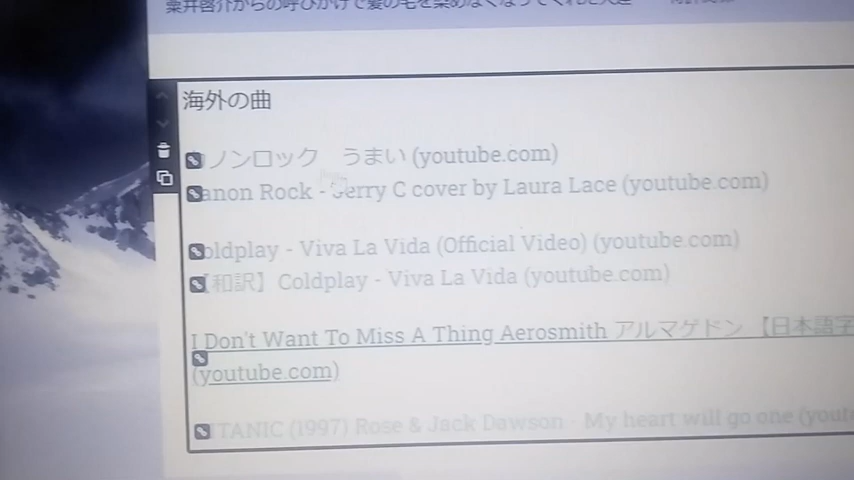 海外の曲
ノンロック　うまい (youtube.com)
anon Rock - Jerry C cover by Laura Lace (youtube.com)
oldplay - Viva La Vida (Official Video) (youtube.com)
【和訳】Coldplay - Viva La Vida (youtube.com)
I Don't Want To Miss A Thing Aerosmith アルマゲドン 【日本語字
(youtube.com)
TANIC (1997) Rose & Jack Dawson - My heart will go one (yout